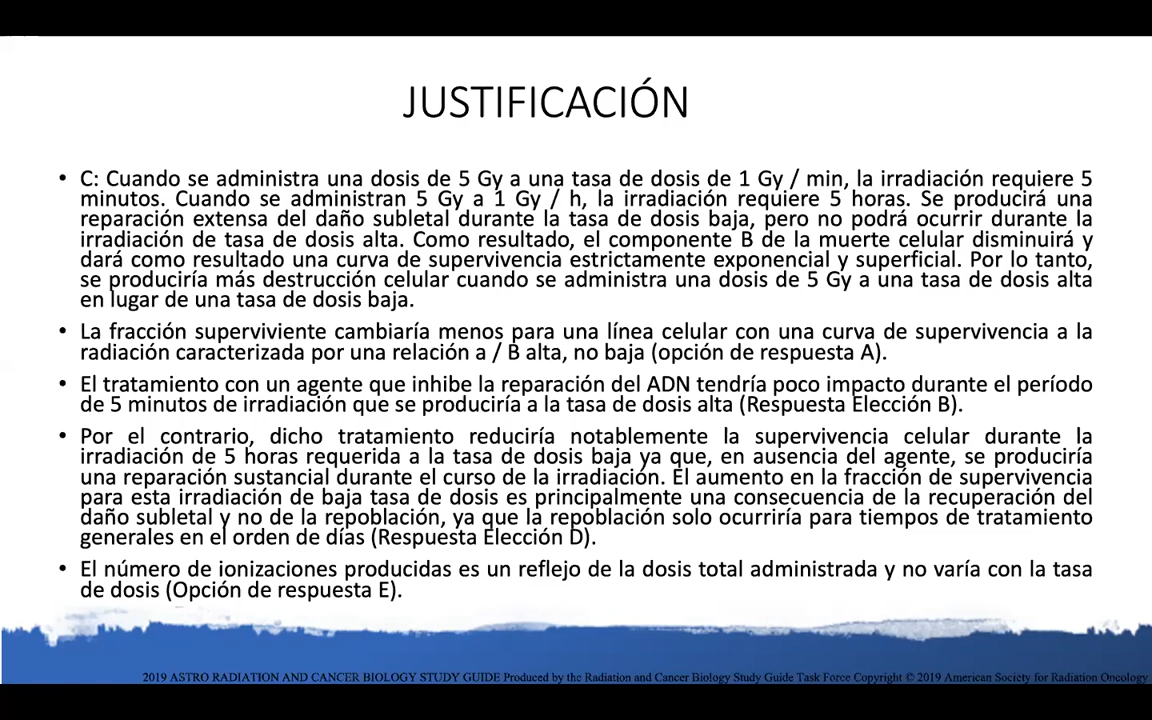 JUSTIFICACIÓN
• C: Cuando se administra una dosis de 5 Gy a una tasa de dosis de 1 Gy / min, la irradiación requiere 5
minutos. Cuando se administran 5 Gy a 1 Gy / h, la irradiación requiere 5 horas. Se producirá una
reparación extensa del daño subletal durante la tasa de dosis baja, pero no podrá ocurrir durante la
irradiación de tasa de dosis alta. Como resultado, el componente B de la muerte celular disminuirá y
dará como resultado una curva de supervivencia estrictamente exponencial y superficial. Por lo tanto,
se produciría más destrucción celular cuando se administra una dosis de 5 Gy a una tasa de dosis alta
en lugar de una tasa de dosis baja.
• La fracción superviviente cambiaría menos para una línea celular con una curva de supervivencia a la
radiación caracterizada por una relación a / B alta, no baja (opción de respuesta A).
• El tratamiento con un agente que inhibe la reparación del ADN tendría poco impacto durante el período
de 5 minutos de irradiación que se produciría a la tasa de dosis alta (Respuesta Elección B).
• Por el contrario, dicho tratamiento reduciría notablemente la supervivencia celular durante la
irradiación de 5 horas requerida a la tasa de dosis baja ya que, en ausencia del agente, se produciría
una reparación sustancial durante el curso de la irradiación. El aumento en la fracción de supervivencia
para esta irradiación de baja tasa de dosis es principalmente una consecuencia de la recuperación del
daño subletal y no de la repoblación, ya que la repoblación solo ocurriría para tiempos de tratamiento
generales en el orden de días (Respuesta Elección D).
• El número de ionizaciones producidas es un reflejo de la dosis total administrada y no varía con la tasa
de dosis (Opción de respuesta E).
2019 ASTRO RADIATION AND CANCER BIOLOGY STUDY GUIDE Produced by the Radiation and Cancer Biology Study Guide Task Force Copyright © 2019 American Society for Radiation Oncology